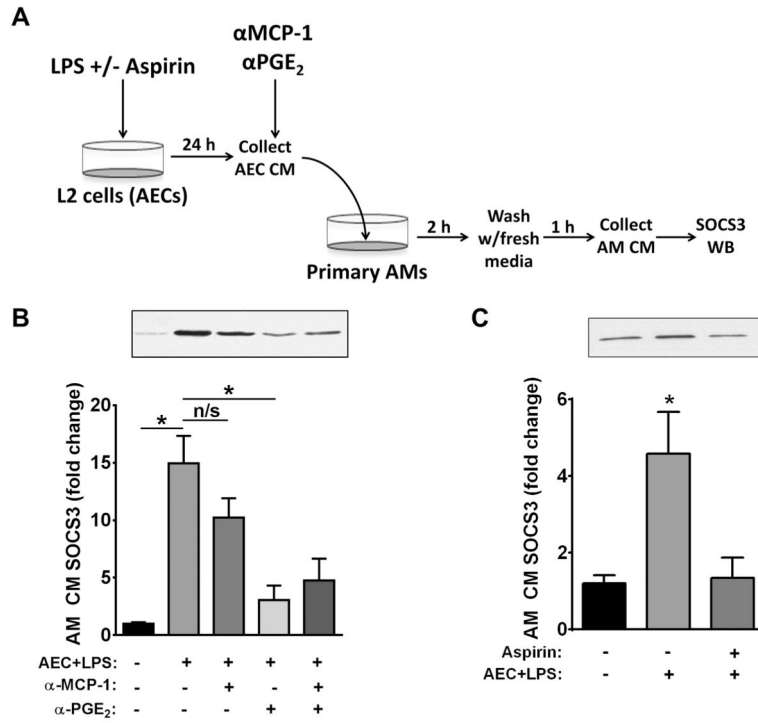 A
LPS +/- Aspirin
αMCP-1
αPGE2
24 h
Collect
AEC CM
L2 cells (AECs)
Primary AMs
2 h
Wash
w/fresh
media
1 h
Collect
AM CM
SOCS3
WB
B
AM CM SOCS3 (fold change)
20
15
10
5
0
*
n/s
*
AEC+LPS: - + + + +
α-MCP-1: - - + - +
α-PGE2: - - - + +
C
AM CM SOCS3 (fold change)
6
4
2
0
*
Aspirin: - - +
AEC+LPS: - + +